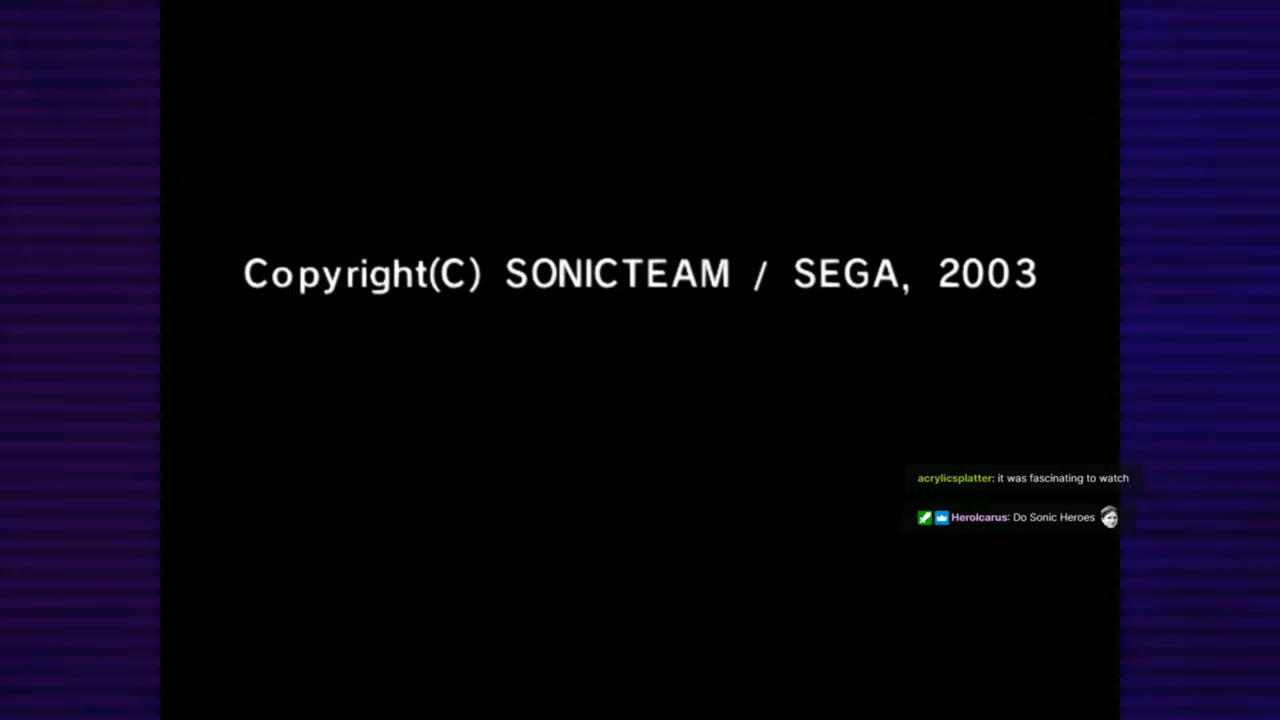 Copyright(C) SONICTEAM / SEGA, 2003
acrylicsplatter: it was fascinating to watch
HeroIcarus: Do Sonic Heroes